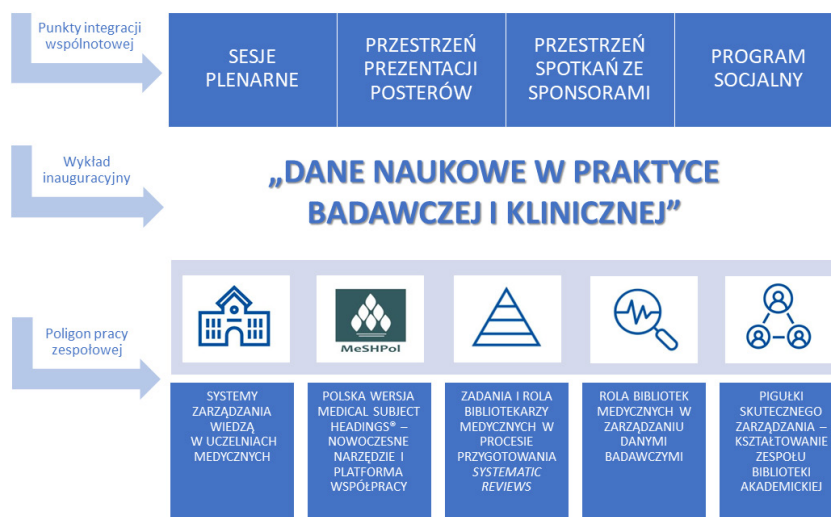 Punkty integracji
wspólnotowej
SESJE
PLENARNE
PRZESTRZEŃ
PREZENTACJI
POSTERÓW
PRZESTRZEŃ
SPOTKAŃ ZE
SPONSORAMI
PROGRAM
SOCJALNY
Wykład
inauguracyjny
„DANE NAUKOWE W PRAKTYCE
BADAWCZEJ I KLINICZNEJ”
Poligon pracy
zespołowej
MeSHPol
SYSTEMY
ZARZĄDZANIA
WIEDZĄ
W UCZELNIACH
MEDYCZNYCH
POLSKA WERSJA
MEDICAL SUBJECT
HEADINGS® –
NOWOCZESNE
NARZĘDZIE I
PLATFORMA
WSPÓŁPRACY
ZADANIA I ROLA
BIBLIOTEKARZY
MEDYCZNYCH W
PROCESIE
PRZYGOTOWANIA
SYSTEMATIC
REVIEWS
ROLA BIBLIOTEK
MEDYCZNYCH W
ZARZĄDZANIU
DANYMI
BADAWCZYMI
PIGUŁKI
SKUTECZNEGO
ZARZĄDZANIA –
KSZTAŁTOWANIE
ZESPOŁU
BIBLIOTEKI
AKADEMICKIEJ